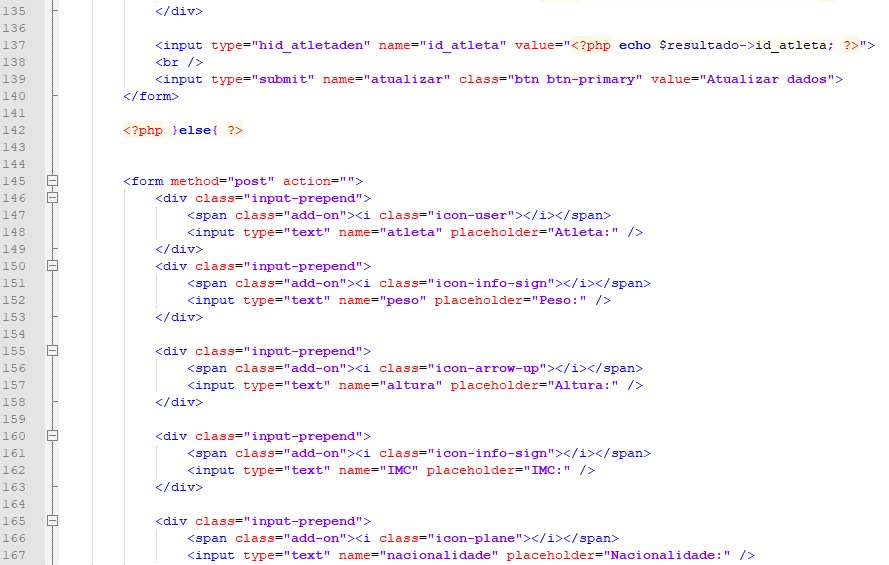 135 </div>
136
137 <input type="hid_atletaden" name="id_atleta" value="<?php echo $resultado->id_atleta; ?>">
138 <br />
139 <input type="submit" name="atualizar" class="btn btn-primary" value="Atualizar dados">
140 </form>
141
142 <?php }else{ ?>
143
144
145 <form method="post" action="">
146 <div class="input-prepend">
147 <span class="add-on"><i class="icon-user"></i></span>
148 <input type="text" name="atleta" placeholder="Atleta:" />
149 </div>
150 <div class="input-prepend">
151 <span class="add-on"><i class="icon-info-sign"></i></span>
152 <input type="text" name="peso" placeholder="Peso:" />
153 </div>
154
155 <div class="input-prepend">
156 <span class="add-on"><i class="icon-arrow-up"></i></span>
157 <input type="text" name="altura" placeholder="Altura:" />
158 </div>
159
160 <div class="input-prepend">
161 <span class="add-on"><i class="icon-info-sign"></i></span>
162 <input type="text" name="IMC" placeholder="IMC:" />
163 </div>
164
165 <div class="input-prepend">
166 <span class="add-on"><i class="icon-plane"></i></span>
167 <input type="text" name="nacionalidade" placeholder="Nacionalidade:" />